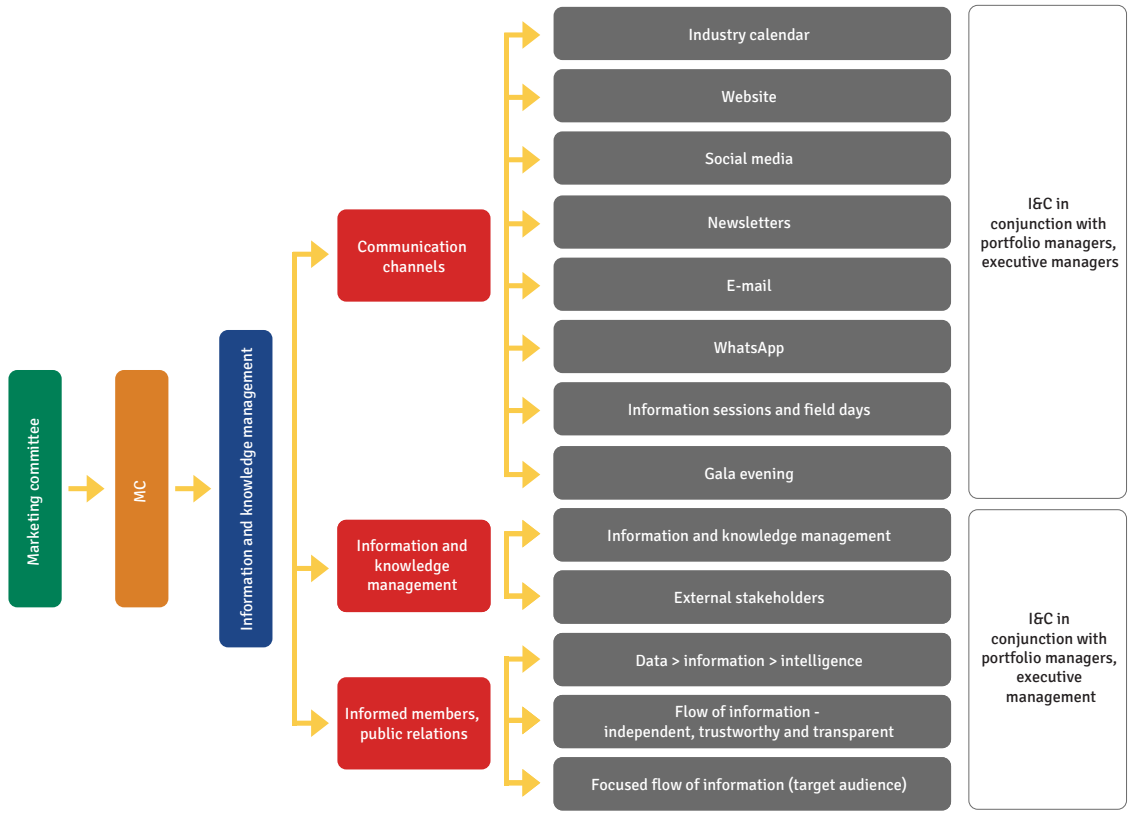 Marketing committee
MC
Information and knowledge management
Communication
channels
Information and
knowledge
management
Informed members,
public relations
Industry calendar
Website
Social media
Newsletters
E-mail
WhatsApp
Information sessions and field days
Gala evening
Information and knowledge management
External stakeholders
Data > information > intelligence
Flow of information -
independent, trustworthy and transparent
Focused flow of information (target audience)
I&C in
conjunction with
portfolio managers,
executive managers
I&C in
conjunction with
portfolio managers,
executive
management